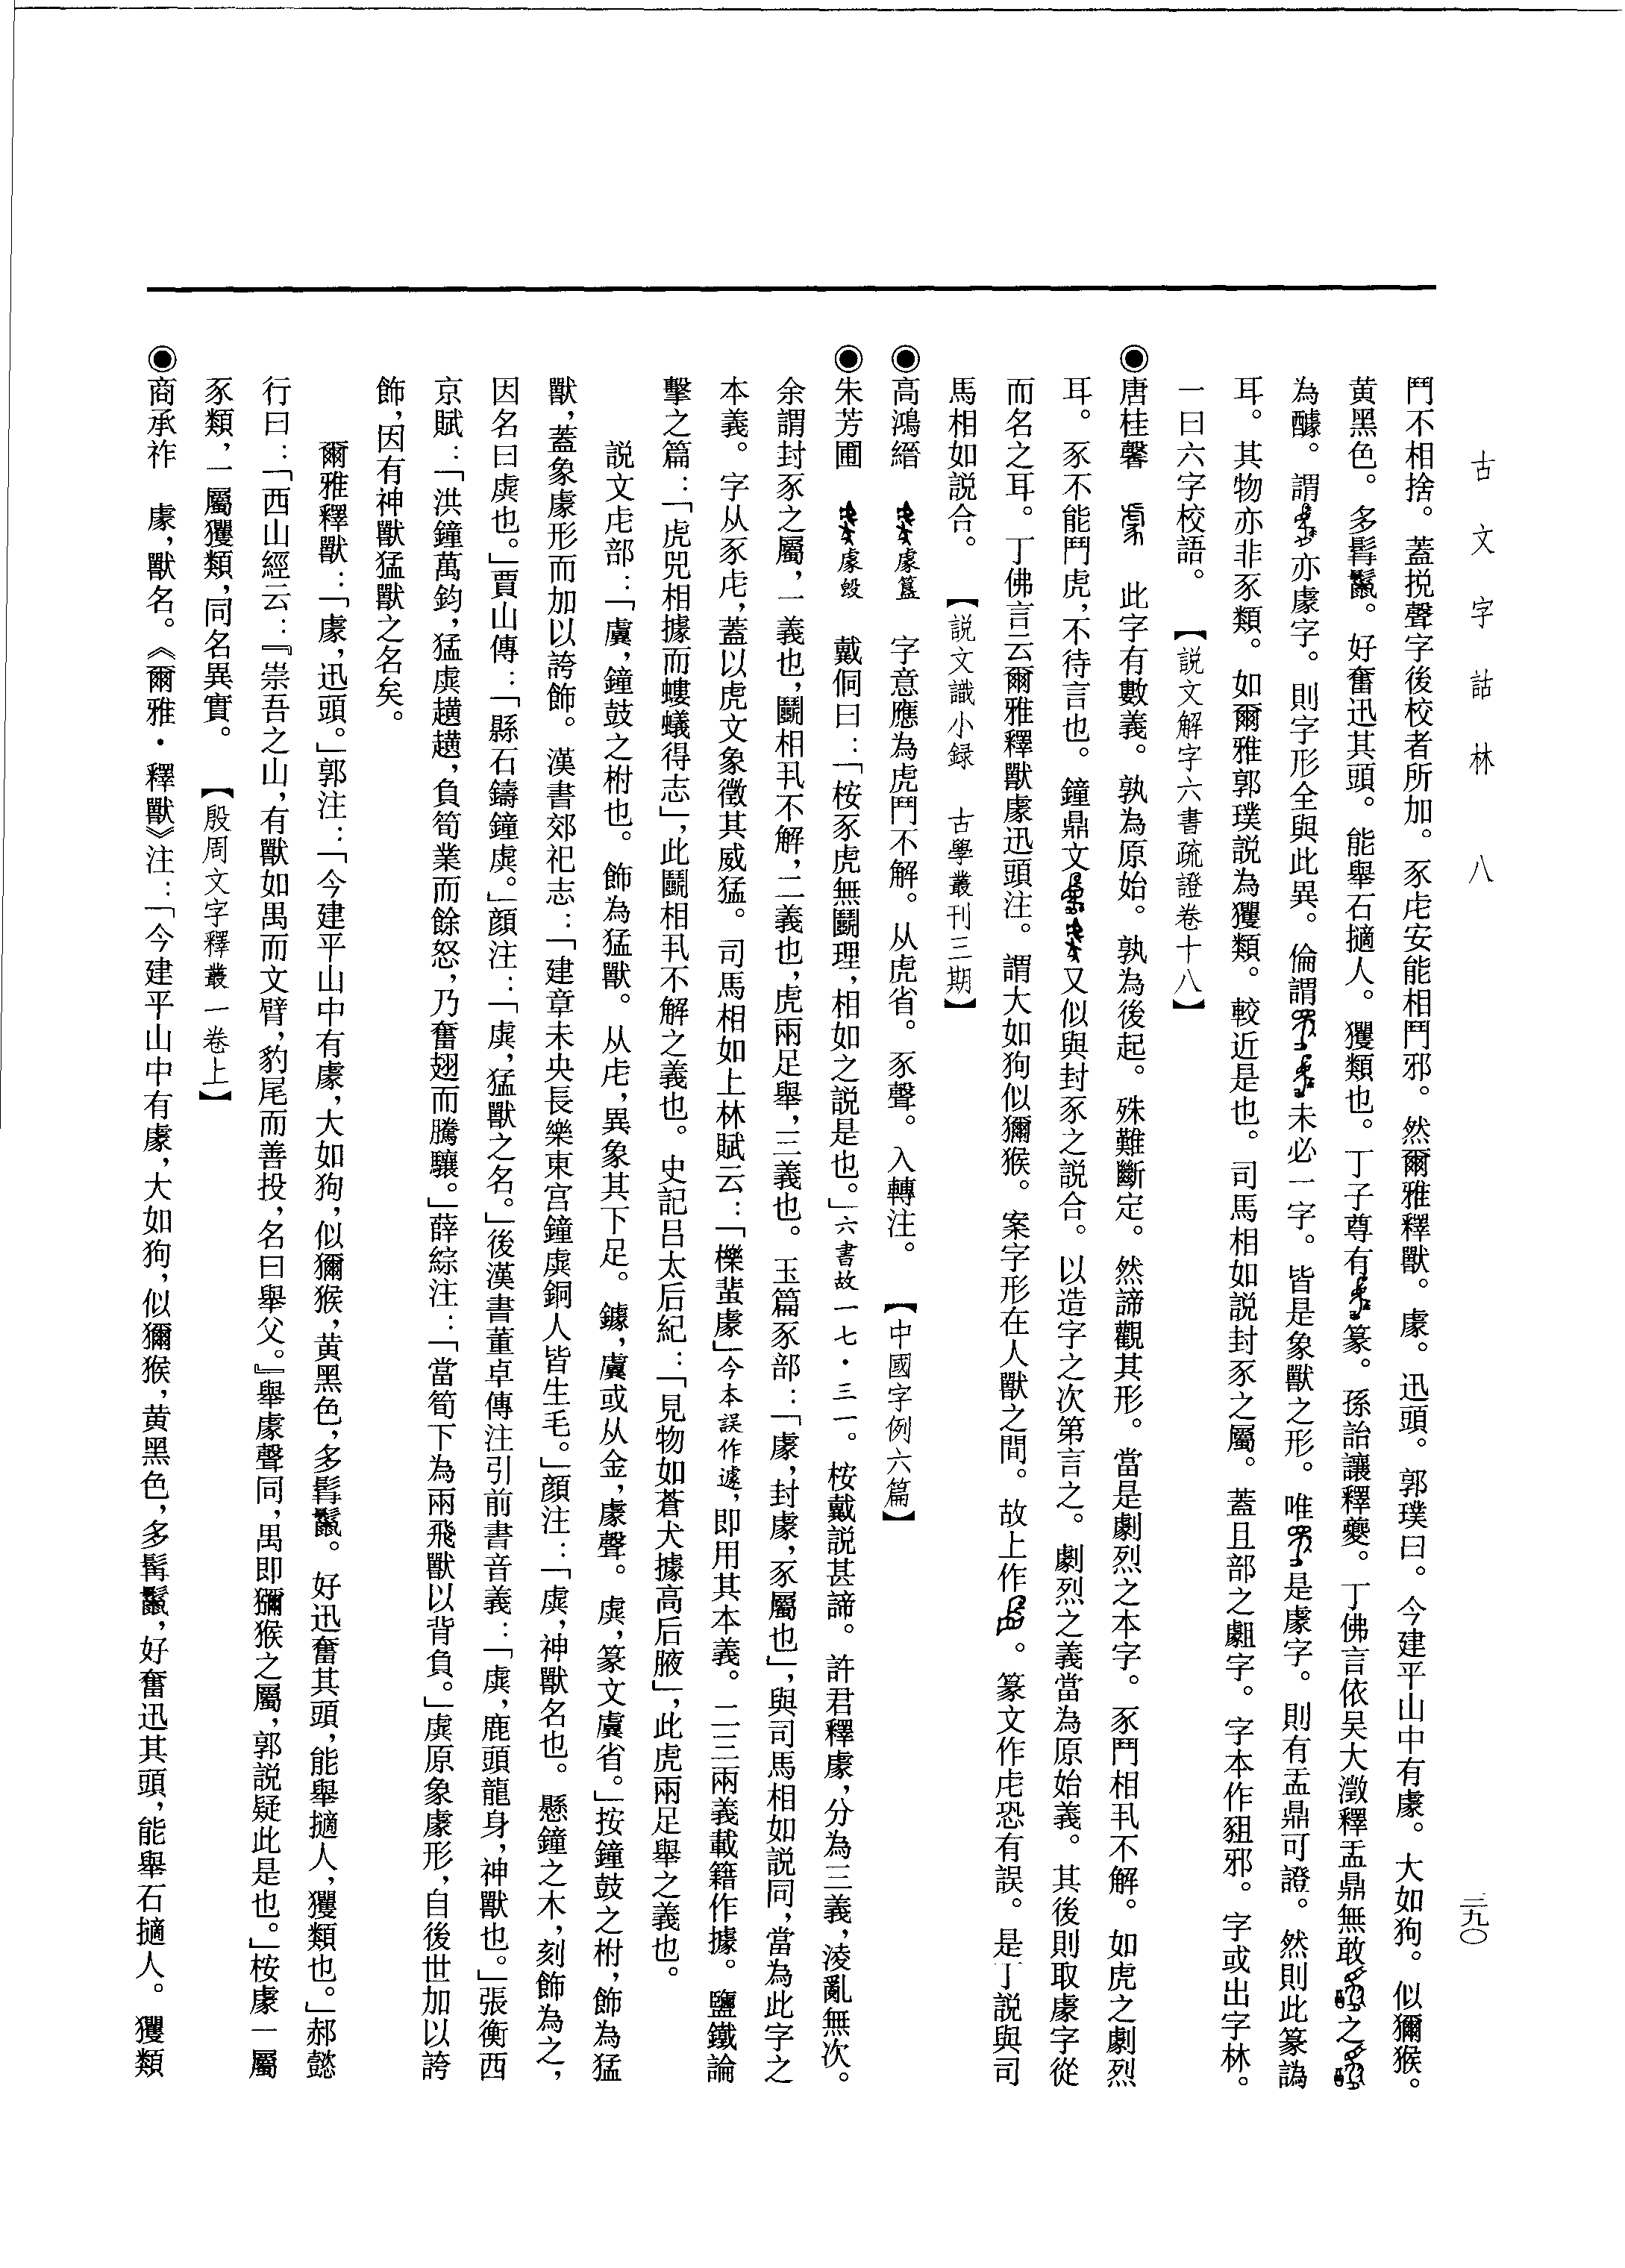 古文字詁林　八
三九〇
鬥不相捨。蓋挩聲字後校者所加。豕虍安能相鬥邪。然爾雅釋獸。豦。迅頭。郭璞曰。今建平山中有豦。大如狗。似獼猴。
黃黑色。多髯鬣。好奮迅其頭。能舉石擿人。玃類也。丁子尊有篆。孫詒讓釋夒。丁佛言依吴大澂釋盂鼎無敢之
為醵。謂亦豦字。則字形全與此異。倫謂未必一字。皆是象獸之形。唯是豦字。則有盂鼎可證。然則此篆譌
耳。其物亦非豕類。如爾雅郭璞説為玃類。較近是也。司馬相如説封豕之屬。蓋且部之䝜字。字本作豠邪。字或出字林。
一曰六字校語。　【説文解字六書疏證卷十八】
◉唐桂馨　此字有數義。孰為原始。孰為後起。殊難斷定。然諦觀其形。當是劇烈之本字。豕鬥相丮不解。如虎之劇烈
耳。豕不能鬥虎，不待言也。鐘鼎文又似與封豕之説合。以造字之次第言之。劇烈之義當為原始義。其後則取豦字從
而名之耳。丁佛言云爾雅釋獸豦迅頭注。謂大如狗似獼猴。案字形在人獸之間。故上作。篆文作虍恐有誤。是丁説與司
馬相如説合。　【説文識小録　古學叢刊三期】
◉高鴻縉　豦簋　字意應為虎鬥不解。从虎省。豕聲。入轉注。　【中國字例六篇】
◉朱芳圃　豦𣪘　戴侗曰：「桉豕虎無鬭理，相如之説是也。」六書故一七・三一。桉戴説甚諦。許君釋豦，分為三義，淩亂無次。
余謂封豕之屬，一義也，鬭相丮不解，二義也，虎兩足舉，三義也。玉篇豕部：「豦，封豦，豕屬也」，與司馬相如説同，當為此字之
本義。字从豕虍，蓋以虎文象徵其威猛。司馬相如上林賦云：「櫟蜚豦」今本誤作遽，即用其本義。二三兩義載籍作據。鹽鐵論
擊之篇：「虎兕相據而螻蟻得志」，此鬭相丮不解之義也。史記吕太后紀：「見物如蒼犬據高后腋」，此虎兩足舉之義也。
説文虍部：「虡，鐘鼓之柎也。飾為猛獸。从虍，異象其下足。鐻，虡或从金，豦聲。虡，篆文虡省。」按鐘鼓之柎，飾為猛
獸，蓋象豦形而加以誇飾。漢書郊祀志：「建章未央長樂東宫鐘虡銅人皆生毛。」顔注：「虡，神獸名也。懸鐘之木，刻飾為之，
因名曰虡也。」賈山傳：「縣石鑄鐘虡。」顔注：「虡，猛獸之名。」後漢書董卓傳注引前書音義：「虡，鹿頭龍身，神獸也。」張衡西
京賦：「洪鐘萬鈞，猛虡趪趪，負筍業而餘怒，乃奮翅而騰驤。」薛綜注：「當筍下為兩飛獸以背負。」虡原象豦形，自後世加以誇
飾，因有神獸猛獸之名矣。
爾雅釋獸：「豦，迅頭。」郭注：「今建平山中有豦，大如狗，似獼猴，黃黑色，多髯鬣。好迅奮其頭，能舉擿人，玃類也。」郝懿
行曰：「西山經云：『崇吾之山，有獸如禺而文臂，豹尾而善投，名曰舉父。』舉豦聲同，禺即獼猴之屬，郭説疑此是也。」桉豦一屬
豕類，一屬玃類，同名異實。　【殷周文字釋叢一卷上】
◉商承祚　豦，獸名。《爾雅・釋獸》注：「今建平山中有豦，大如狗，似獼猴，黃黑色，多髯鬣，好奮迅其頭，能舉石擿人。玃類